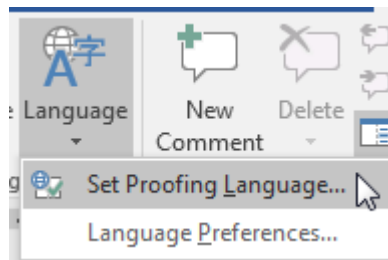 Language
New
Comment
Delete
Set Proofing Language...
Language Preferences...